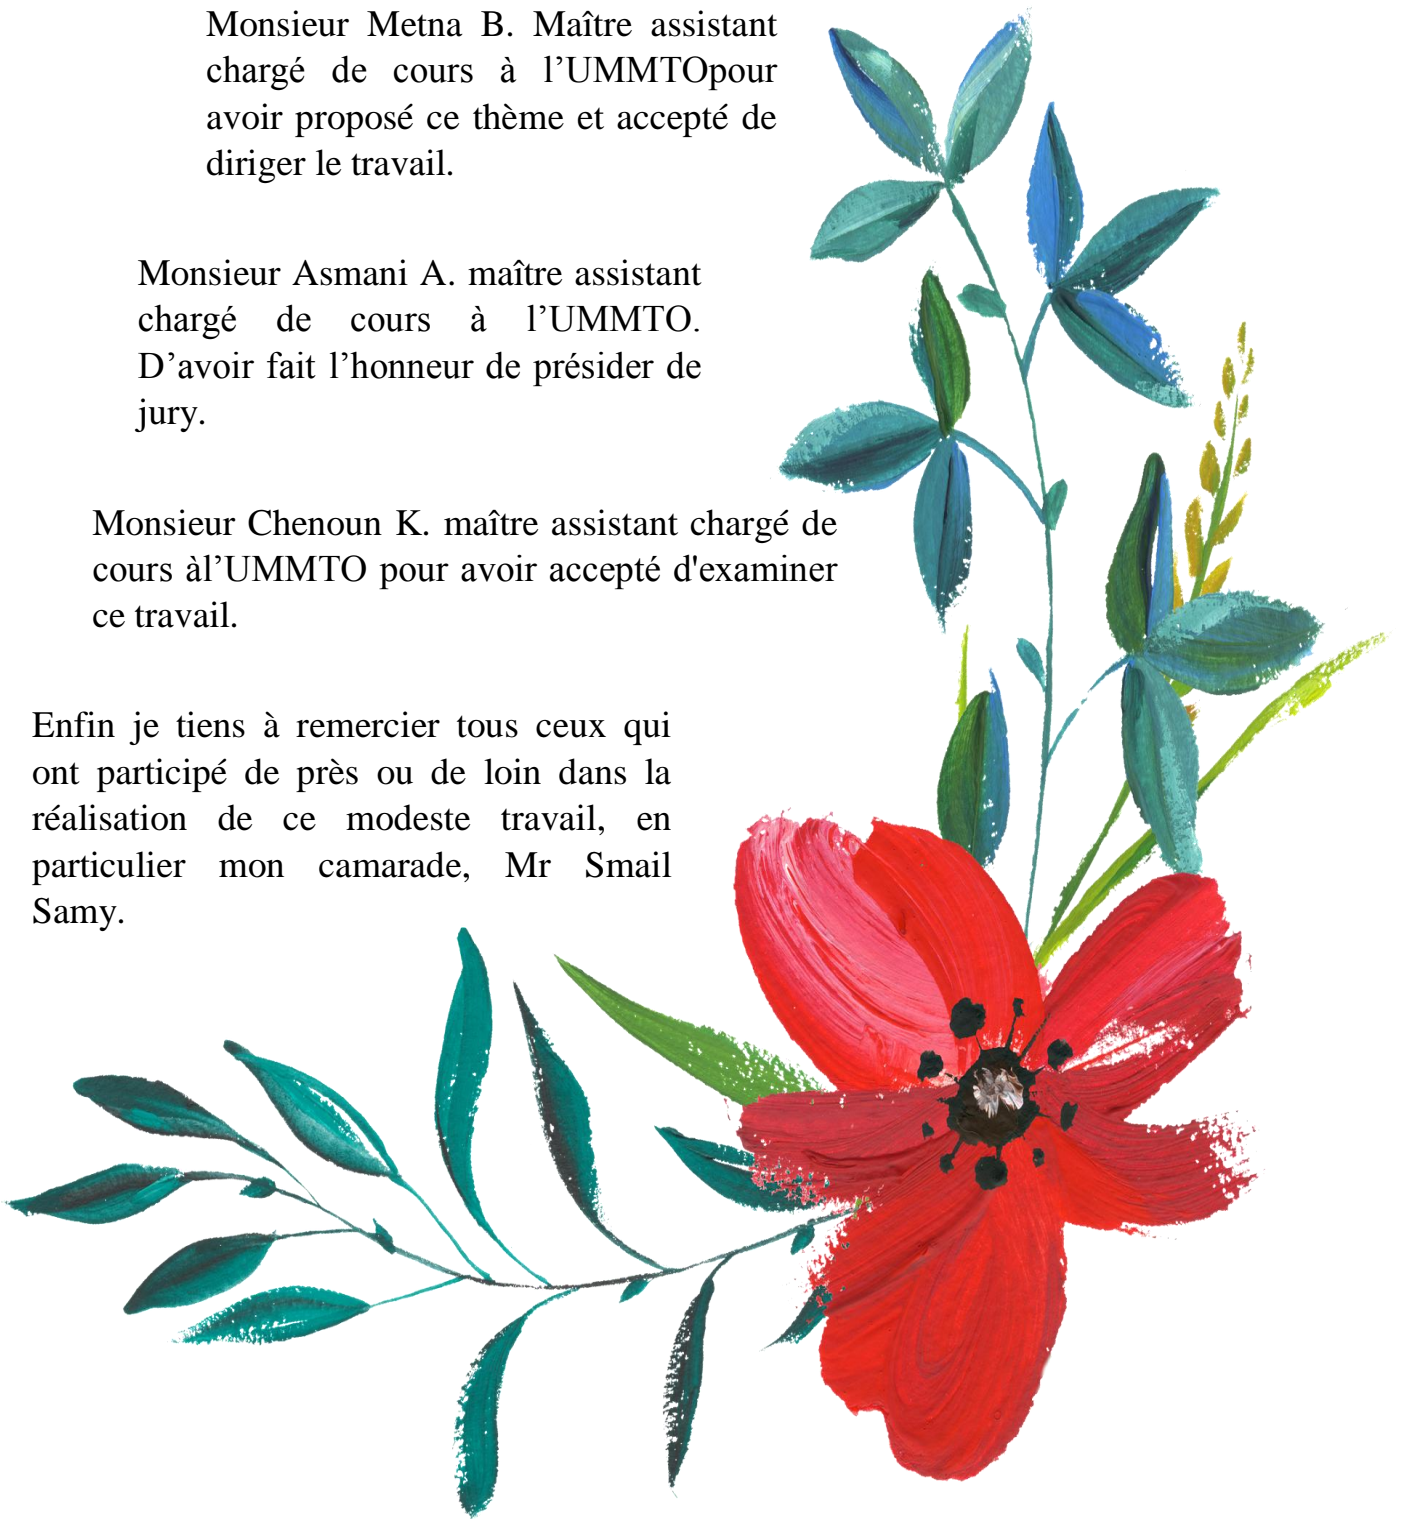 Monsieur Metna B. Maître assistant
chargé de cours à l’UMMTOpour
avoir proposé ce thème et accepté de
diriger le travail.
Monsieur Asmani A. maître assistant
chargé de cours à l’UMMTO.
D’avoir fait l’honneur de présider de
jury.
Monsieur Chenoun K. maître assistant chargé de
cours àl’UMMTO pour avoir accepté d'examiner
ce travail.
Enfin je tiens à remercier tous ceux qui
ont participé de près ou de loin dans la
réalisation de ce modeste travail, en
particulier mon camarade, Mr Smail
Samy.